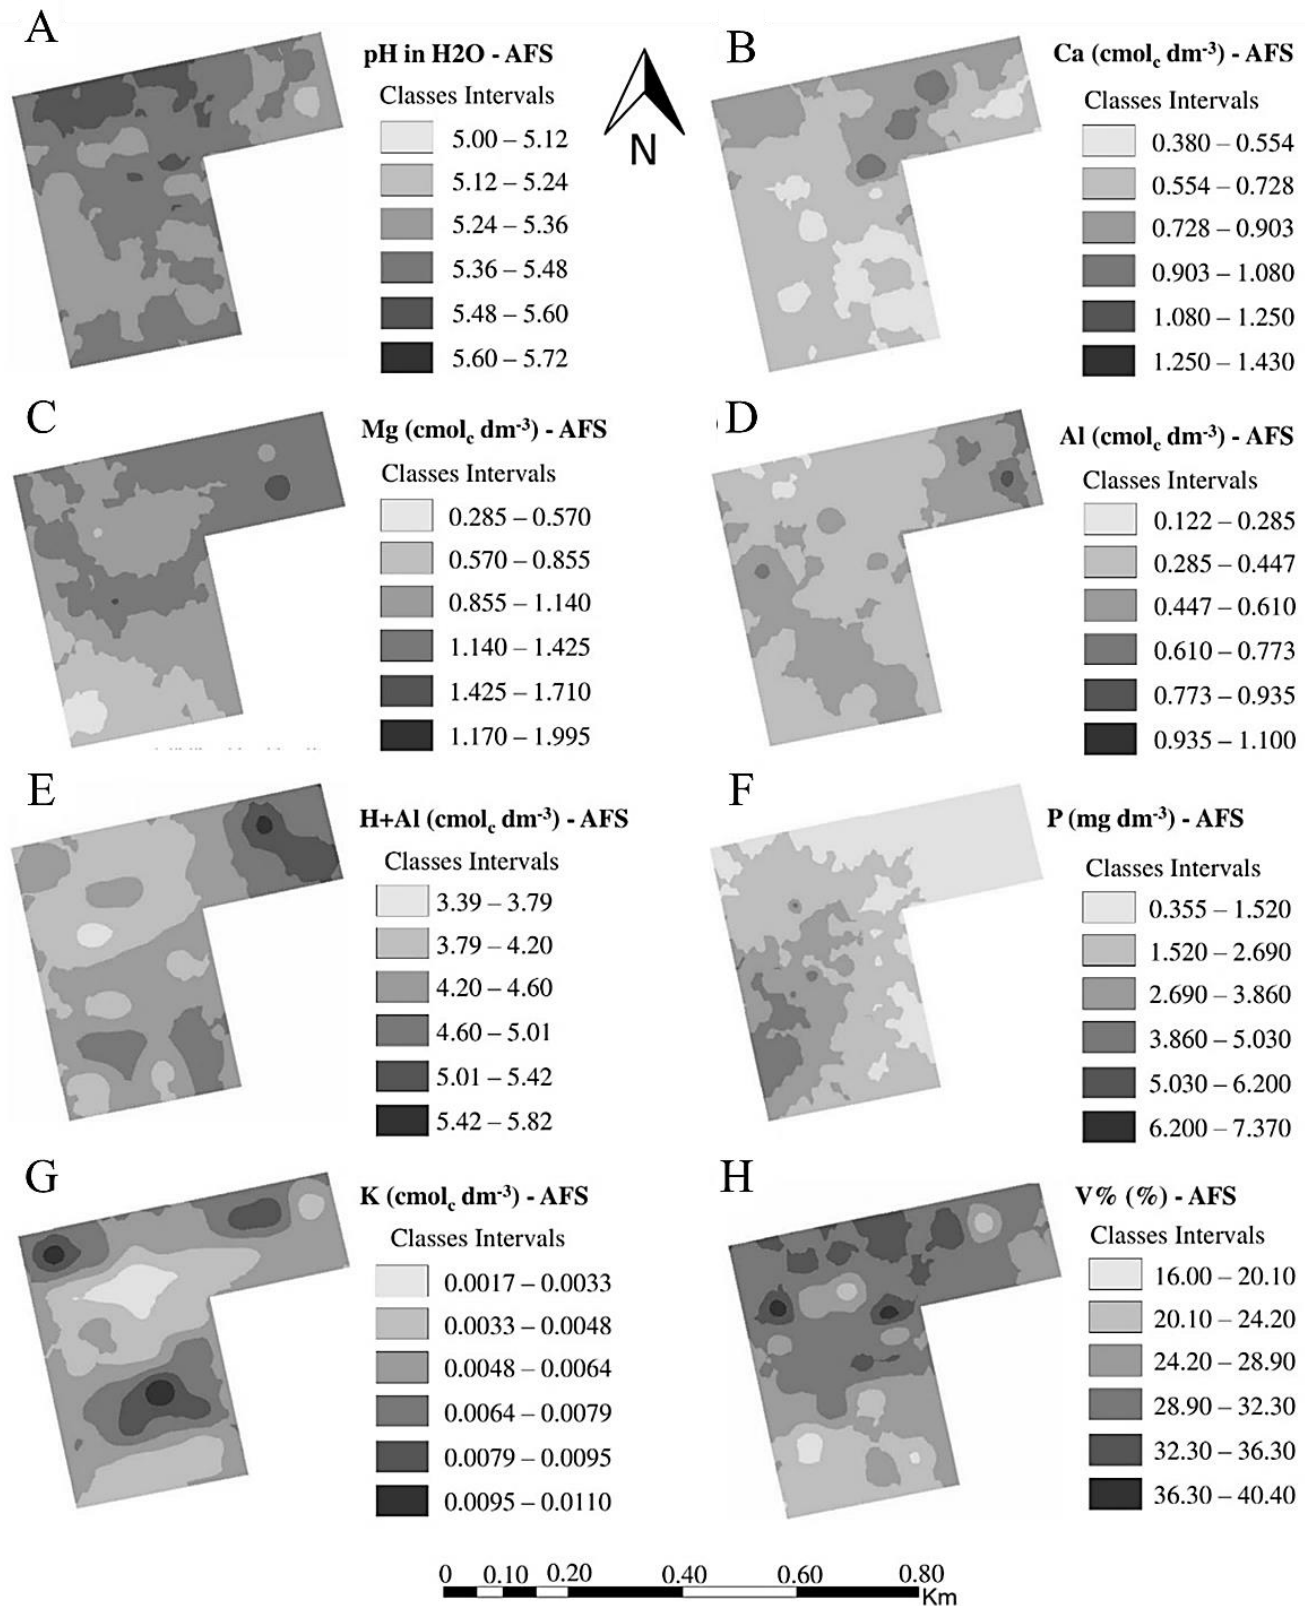 A
pH in H2O - AFS
Classes Intervals
5.00 – 5.12
5.12 – 5.24
5.24 – 5.36
5.36 – 5.48
5.48 – 5.60
5.60 – 5.72
N
B
Ca (cmolc dm-3) - AFS
Classes Intervals
0.380 – 0.554
0.554 – 0.728
0.728 – 0.903
0.903 – 1.080
1.080 – 1.250
1.250 – 1.430
C
Mg (cmolc dm-3) - AFS
Classes Intervals
0.285 – 0.570
0.570 – 0.855
0.855 – 1.140
1.140 – 1.425
1.425 – 1.710
1.170 – 1.995
D
Al (cmolc dm-3) - AFS
Classes Intervals
0.122 – 0.285
0.285 – 0.447
0.447 – 0.610
0.610 – 0.773
0.773 – 0.935
0.935 – 1.100
E
H+Al (cmolc dm-3) - AFS
Classes Intervals
3.39 – 3.79
3.79 – 4.20
4.20 – 4.60
4.60 – 5.01
5.01 – 5.42
5.42 – 5.82
F
P (mg dm-3) - AFS
Classes Intervals
0.355 – 1.520
1.520 – 2.690
2.690 – 3.860
3.860 – 5.030
5.030 – 6.200
6.200 – 7.370
G
K (cmolc dm-3) - AFS
Classes Intervals
0.0017 – 0.0033
0.0033 – 0.0048
0.0048 – 0.0064
0.0064 – 0.0079
0.0079 – 0.0095
0.0095 – 0.0110
H
V% (%) - AFS
Classes Intervals
16.00 – 20.10
20.10 – 24.20
24.20 – 28.90
28.90 – 32.30
32.30 – 36.30
36.30 – 40.40
0 0.10 0.20 0.40 0.60 0.80
Km